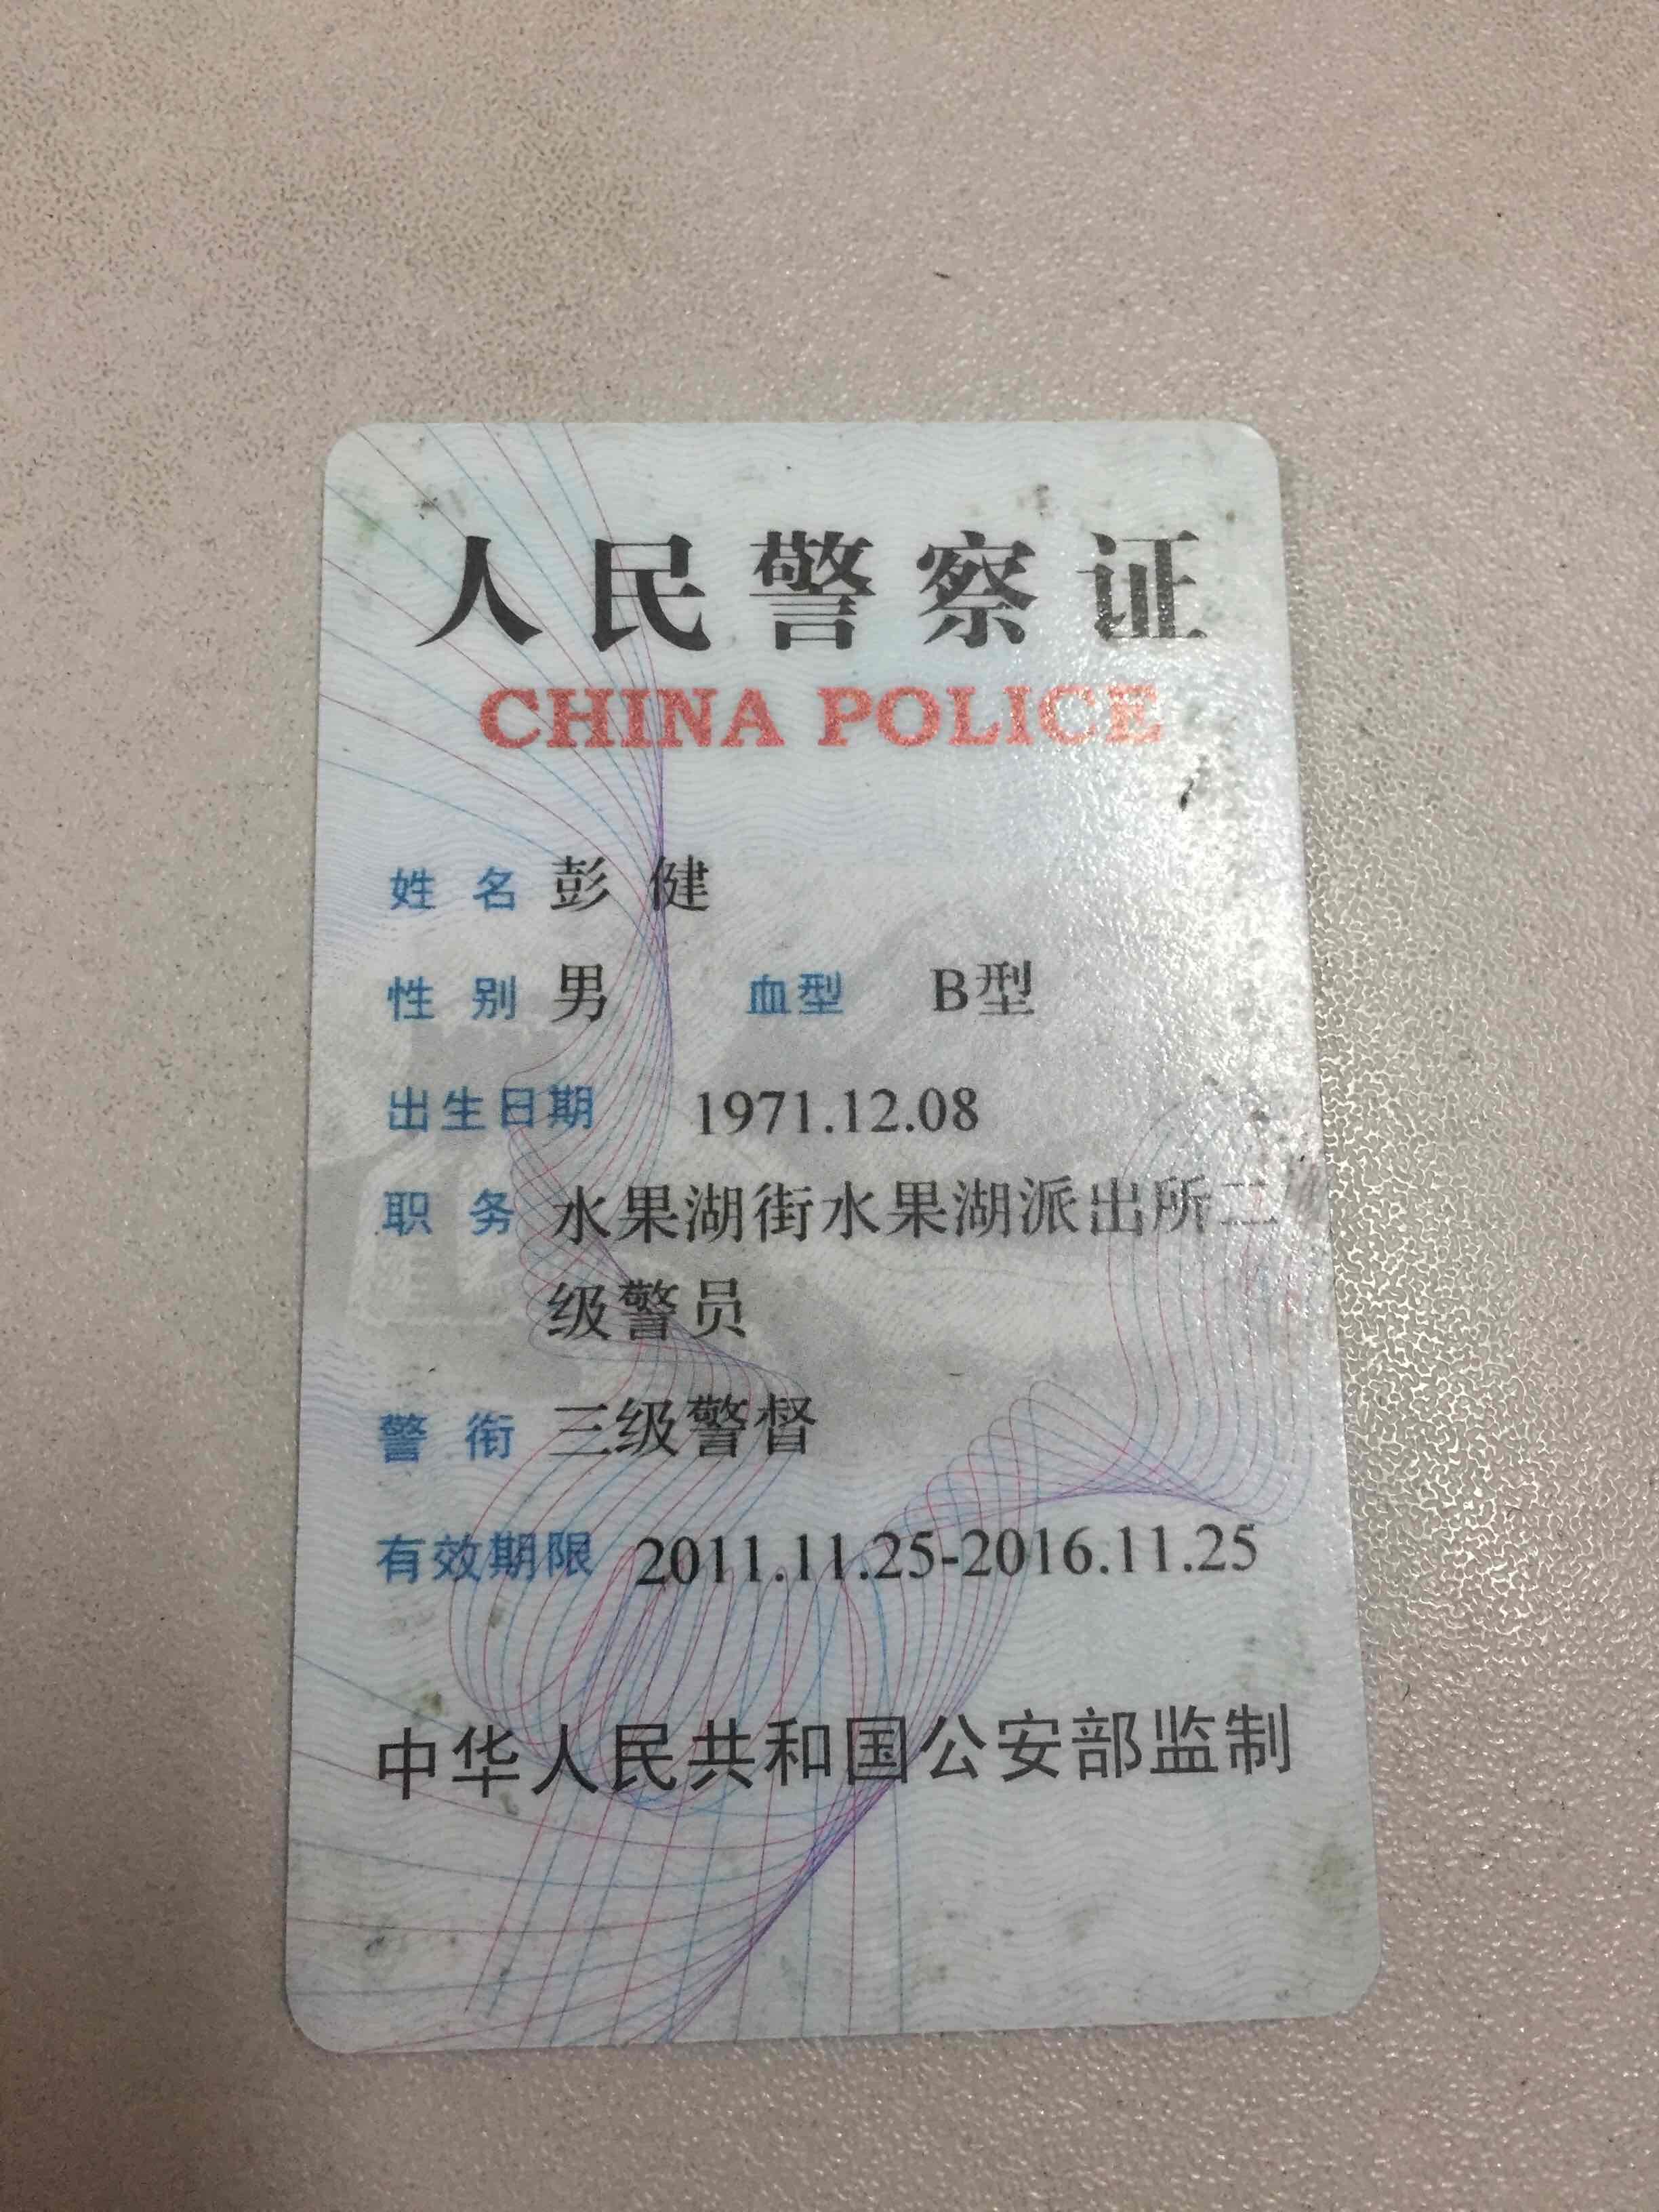 人民警察证
CHINA POLICE
姓 名 彭 健
性 别 男 血型 B型
出生日期 1971.12.08
职 务 水果湖街水果湖派出所二
级警员
警 衔 三级警督
有效期限 2011.11.25-2016.11.25
中华人民共和国公安部监制